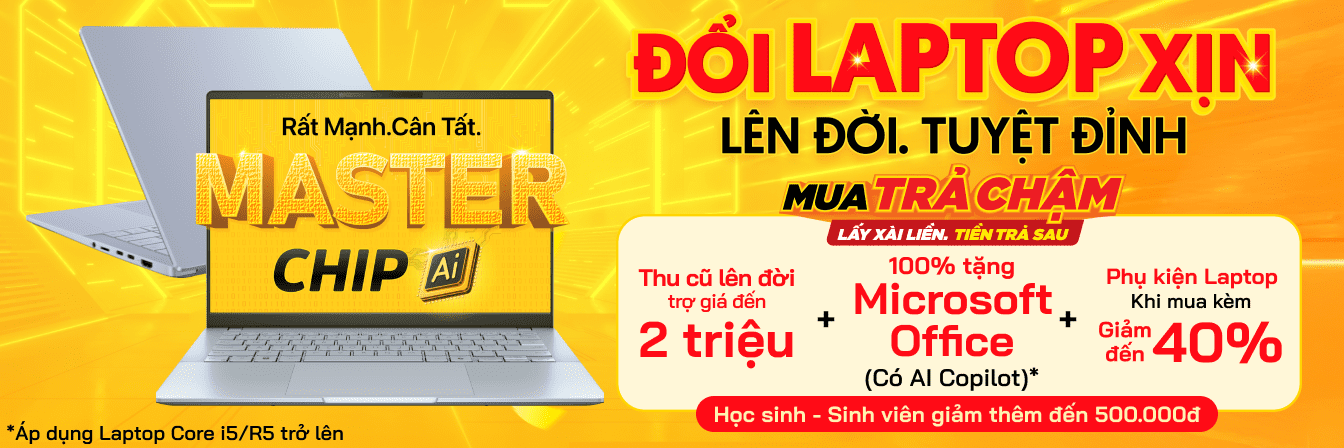 Rất Mạnh.Cân Tất.
MASTER
CHIP Ai
*Áp dụng Laptop Core i5/R5 trở lên
ĐỔI LAPTOP XỊN
LÊN ĐỜI. TUYỆT ĐỈNH
MUA TRẢ CHẬM
LẤY XÀI LIỀN. TIỀN TRẢ SAU
Thu cũ lên đời
trợ giá đến
2 triệu
+
100% tặng
Microsoft
Office
(Có AI Copilot)*
+
Phụ kiện Laptop
Khi mua kèm
Giảm
đến 40%
Học sinh - Sinh viên giảm thêm đến 500.000đ